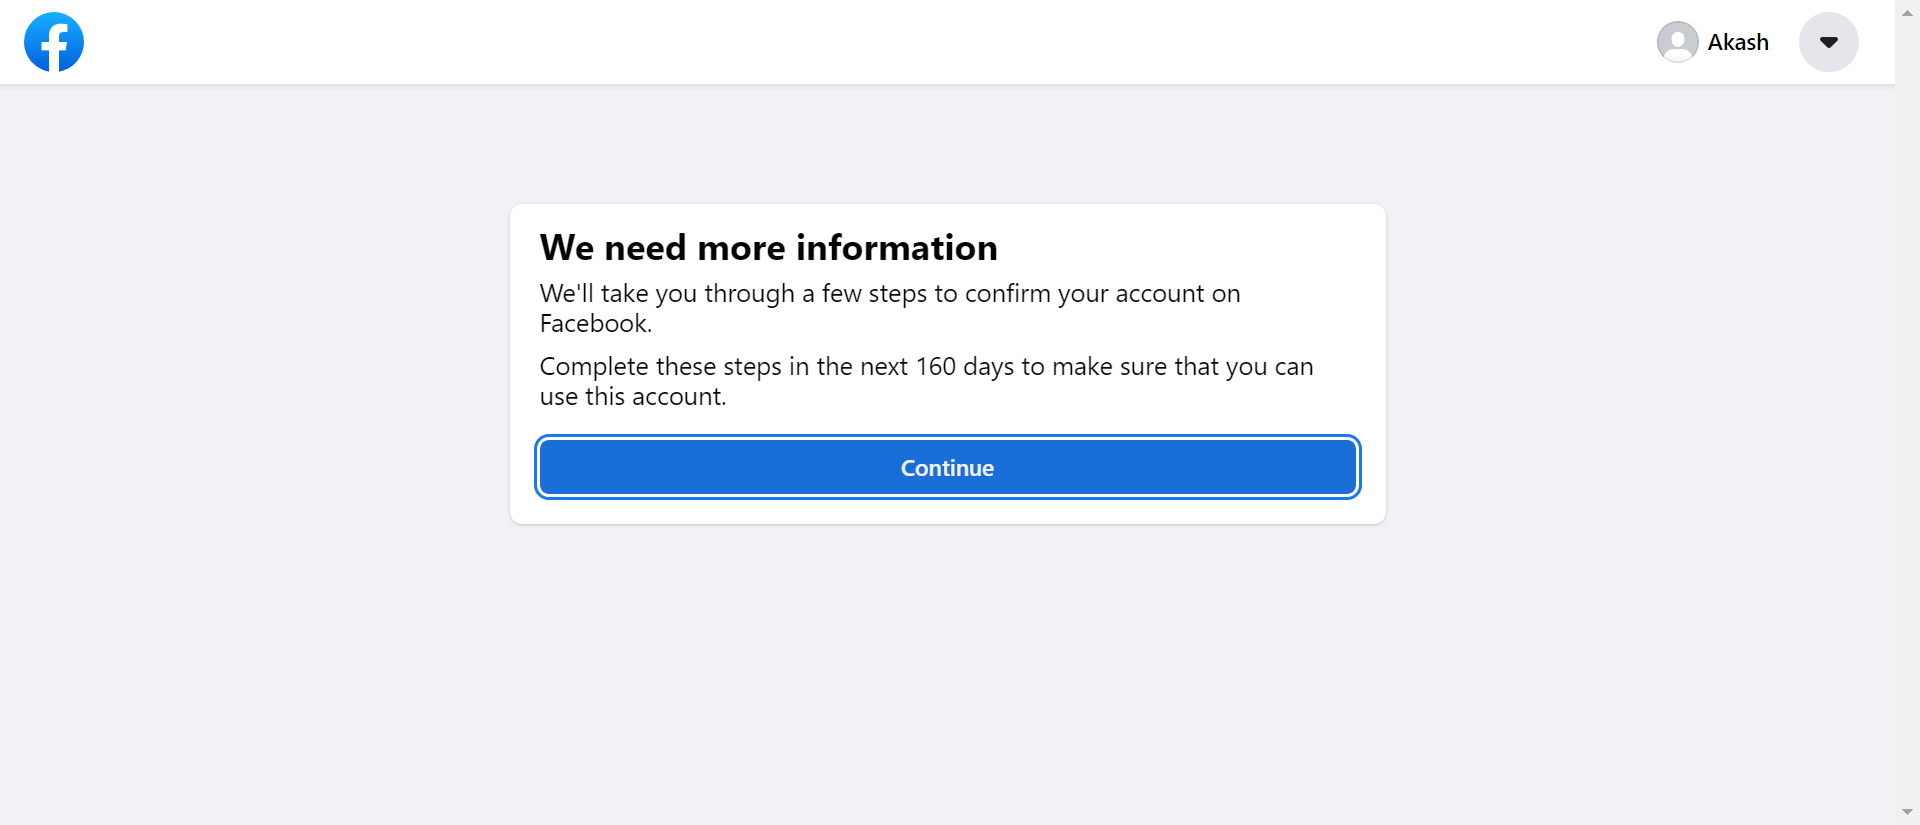 Akash
We need more information
We'll take you through a few steps to confirm your account on
Facebook.
Complete these steps in the next 160 days to make sure that you can
use this account.
Continue